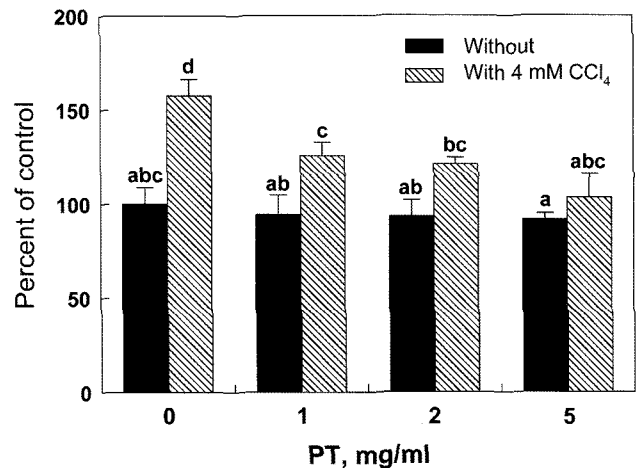 200
150
100
50
0
Percent of control
Without
With 4 mM CCl₄
abc
d
ab
c
ab
bc
a
abc
0 1 2 5
PT, mg/ml